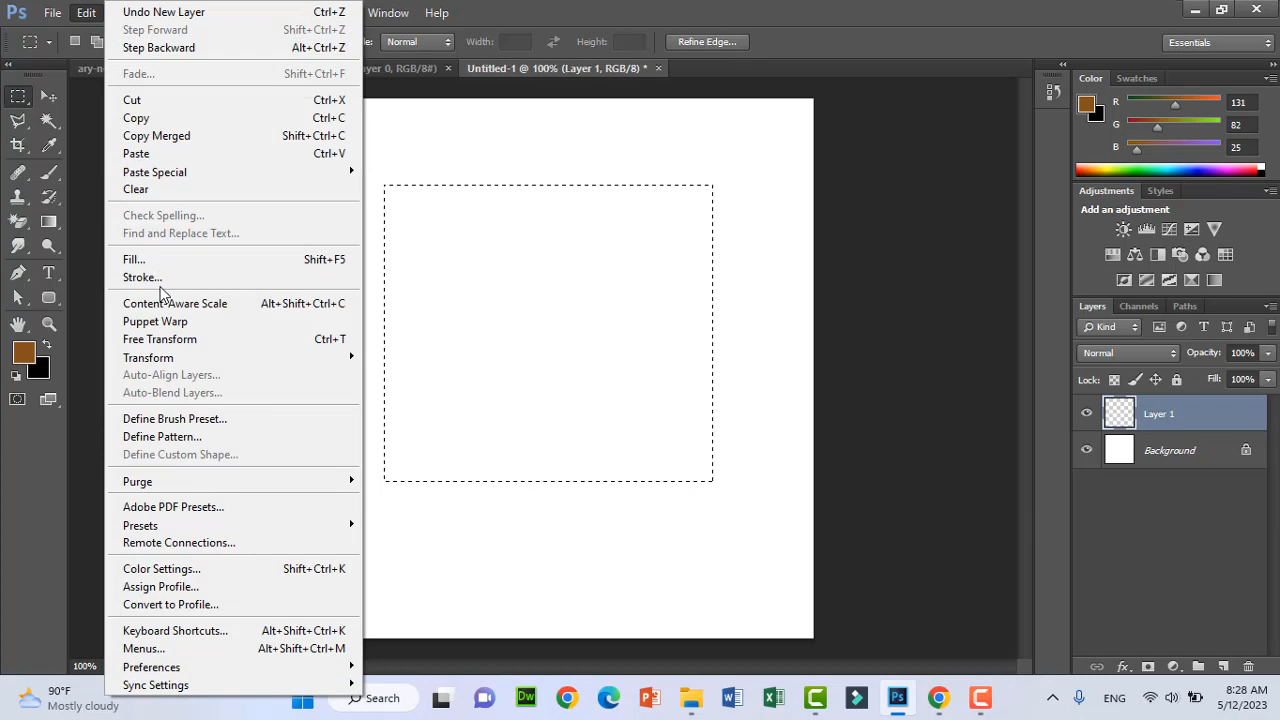 Ps File Edit Window Help
Undo New Layer Ctrl+Z
Step Forward Shift+Ctrl+Z
Step Backward Alt+Ctrl+Z
Fade... Shift+Ctrl+F
Cut Ctrl+X
Copy Ctrl+C
Copy Merged Shift+Ctrl+C
Paste Ctrl+V
Paste Special
Clear
Check Spelling...
Find and Replace Text...
Fill... Shift+F5
Stroke...
Content-Aware Scale Alt+Shift+Ctrl+C
Puppet Warp
Free Transform Ctrl+T
Transform
Auto-Align Layers...
Auto-Blend Layers...
Define Brush Preset...
Define Pattern...
Define Custom Shape...
Purge
Adobe PDF Presets...
Presets
Remote Connections...
Color Settings... Shift+Ctrl+K
Assign Profile...
Convert to Profile...
Keyboard Shortcuts... Alt+Shift+Ctrl+K
Menus... Alt+Shift+Ctrl+M
Preferences
Sync Settings
Normal Width: Height: Refine Edge... Essentials
ayer 0, RGB/8#) × Untitled-1 @ 100% (Layer 1, RGB/8) * ×
Color Swatches
R 131
G 82
B 25
Adjustments Styles
Add an adjustment
Layers Channels Paths
Kind
Normal Opacity: 100%
Lock: Fill: 100%
Layer 1
Background
fx
100%
90°F
Mostly cloudy
Search
Dw
Ps
ENG
8:28 AM
5/12/2023